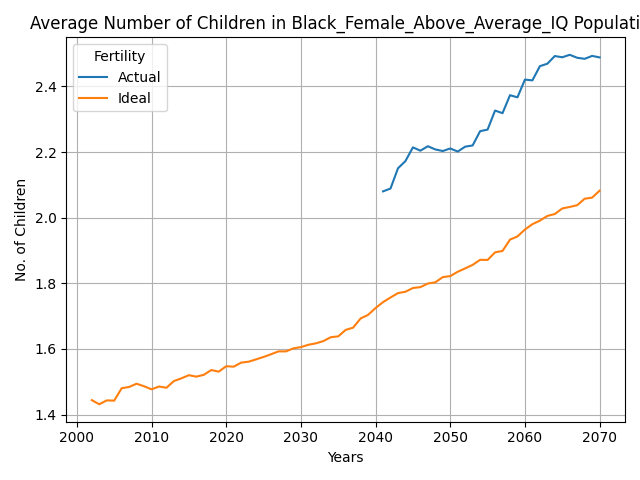 Average Number of Children in Black_Female_Above_Average_IQ Populati
Fertility
Actual
Ideal
No. of Children
2.4
2.2
2.0
1.8
1.6
1.4
2000 2010 2020 2030 2040 2050 2060 2070
Years